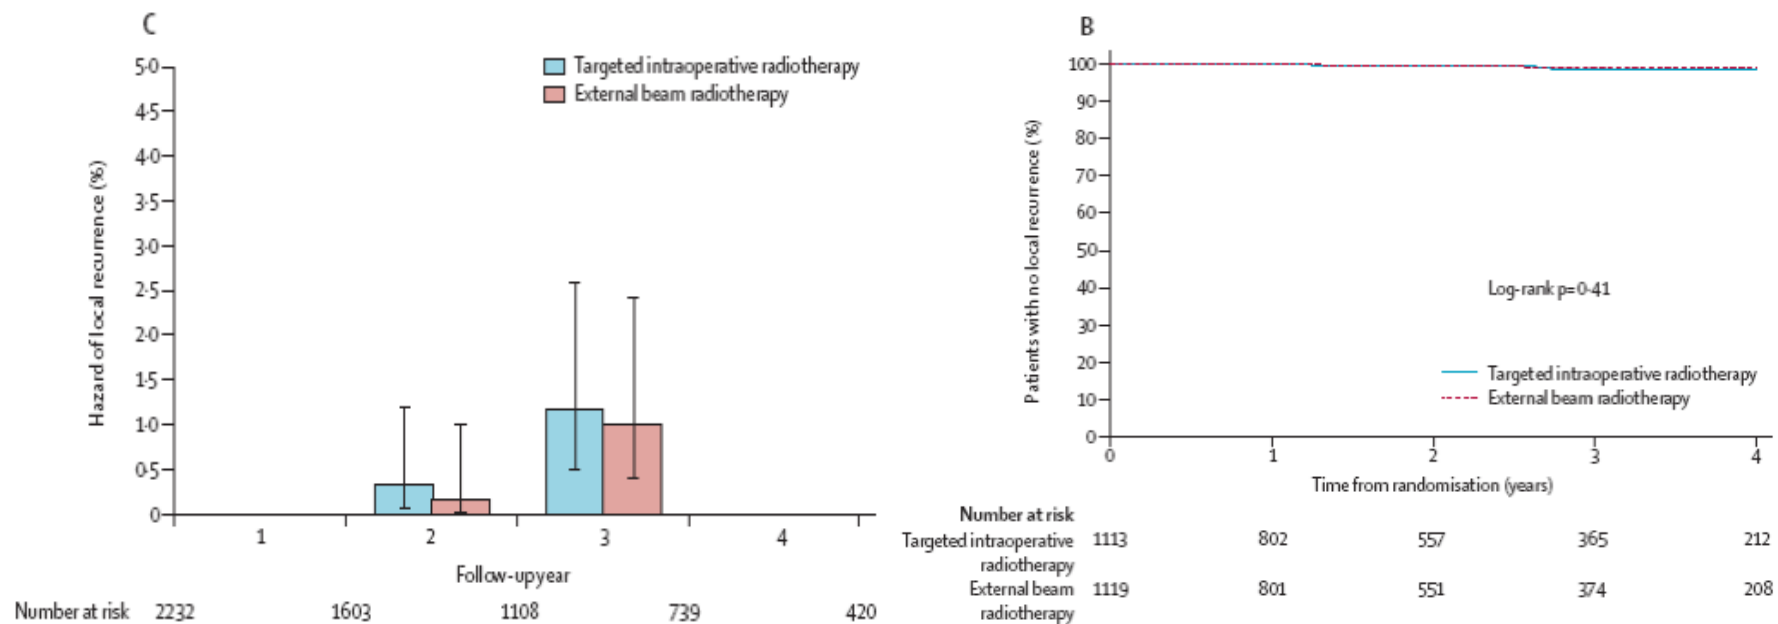 C
5·0
4·5
4·0
3·5
3·0
2·5
2·0
1·5
1·0
0·5
0
Hazard of local recurrence (%)
Targeted intraoperative radiotherapy
External beam radiotherapy
1 2 3 4
Follow-up year
Number at risk 2232 1603 1108 739 420
B
100
90
80
70
60
50
40
30
20
10
0
Patients with no local recurrence (%)
Log-rank p=0·41
Targeted intraoperative radiotherapy
External beam radiotherapy
0 1 2 3 4
Time from randomisation (years)
Number at risk
Targeted intraoperative 1113 802 557 365 212
radiotherapy
External beam 1119 801 551 374 208
radiotherapy